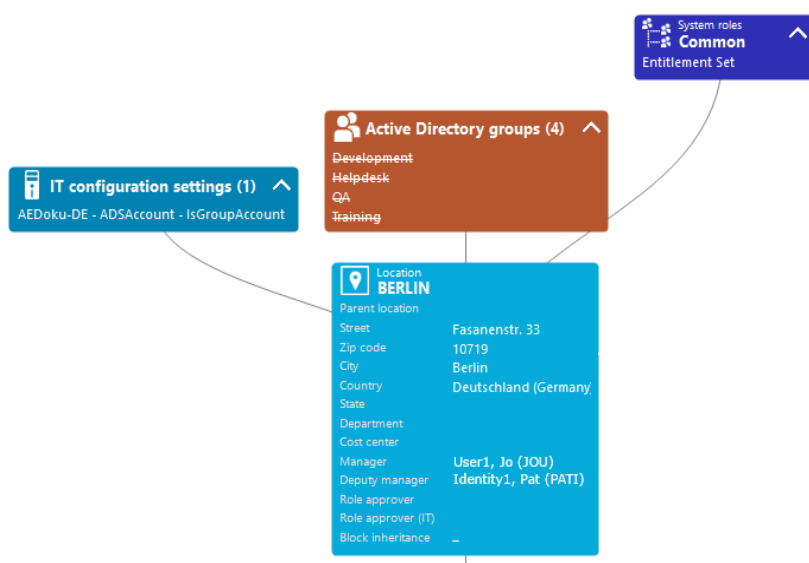 System roles
Common
Entitlement Set
Active Directory groups (4)
Development
Helpdesk
QA
Training
IT configuration settings (1)
AEDoku-DE - ADSAccount - IsGroupAccount
Location
BERLIN
Parent location
Street Fasanenstr. 33
Zip code 10719
City Berlin
Country Deutschland (Germany)
State
Department
Cost center
Manager User1, Jo (JOU)
Deputy manager Identity1, Pat (PATI)
Role approver
Role approver (IT)
Block inheritance _